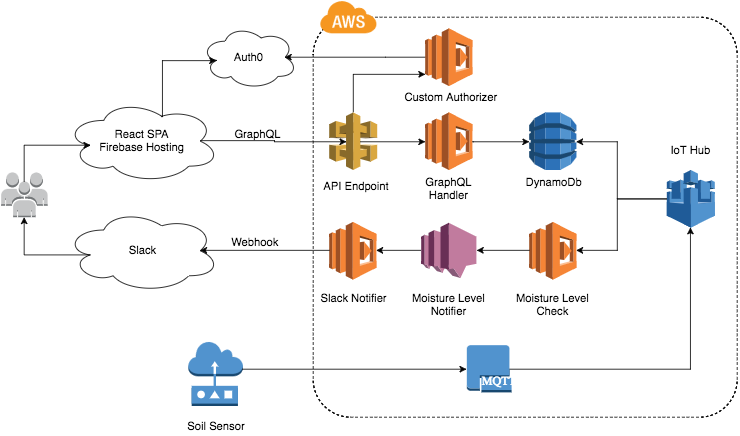 AWS
Auth0
Custom Authorizer
React SPA
Firebase Hosting
GraphQL
API Endpoint
GraphQL
Handler
DynamoDb
IoT Hub
Slack
Webhook
Slack Notifier
Moisture Level
Notifier
Moisture Level
Check
MQTT
Soil Sensor